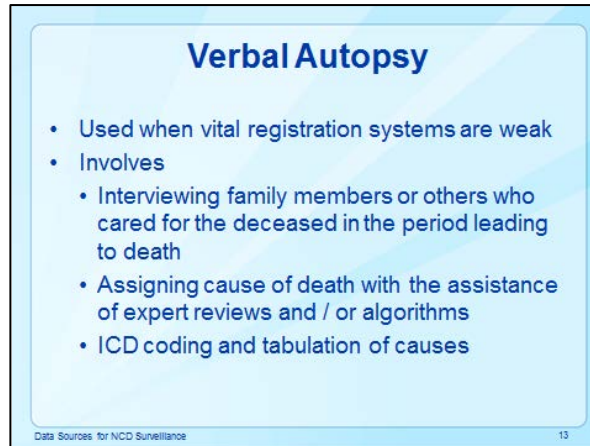 Verbal Autopsy
• Used when vital registration systems are weak
• Involves
• Interviewing family members or others who
cared for the deceased in the period leading
to death
• Assigning cause of death with the assistance
of expert reviews and / or algorithms
• ICD coding and tabulation of causes
Data Sources for NCD Surveillance
13